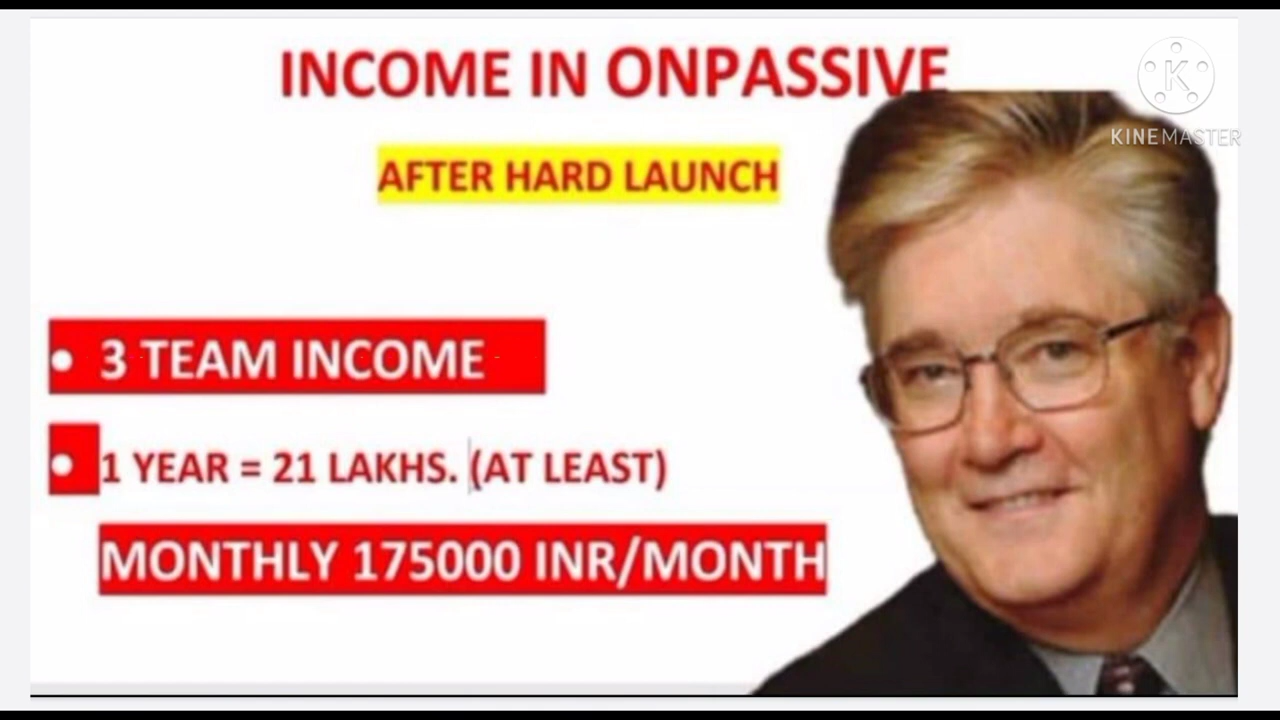 INCOME IN ONPASSIVE
KINEMASTER
AFTER HARD LAUNCH
• 3 TEAM INCOME
• 1 YEAR = 21 LAKHS. (AT LEAST)
MONTHLY 175000 INR/MONTH